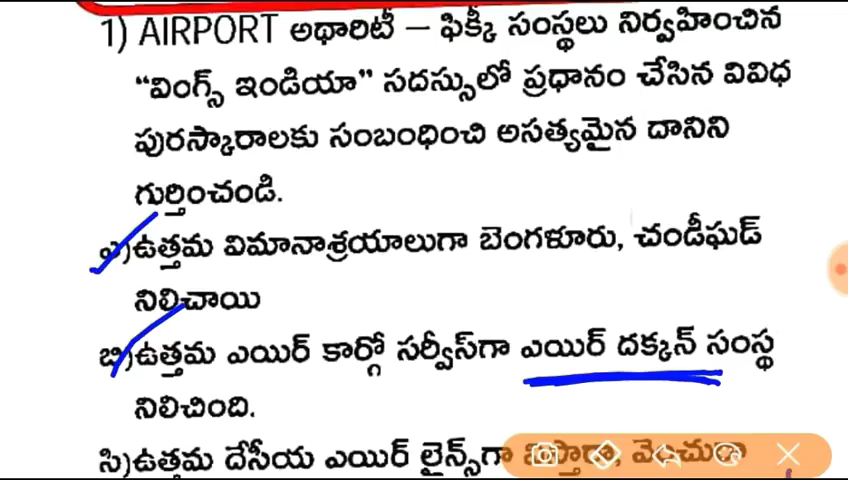 1) AIRPORT అథారిటీ – ఫిక్కీ సంస్థలు నిర్వహించిన
“వింగ్స్ ఇండియా” సదస్సులో ప్రధానం చేసిన వివిధ
పురస్కారాలకు సంబంధించి అసత్యమైన దానిని
గుర్తించండి.
ఎ)ఉత్తమ విమానాశ్రయాలుగా బెంగళూరు, చండీఘడ్
నిలిచాయి
బి)ఉత్తమ ఎయిర్ కార్గో సర్వీస్‌గా ఎయిర్ దక్కన్ సంస్థ
నిలిచింది.
సి)ఉత్తమ దేసీయ ఎయిర్ లైన్స్‌గా